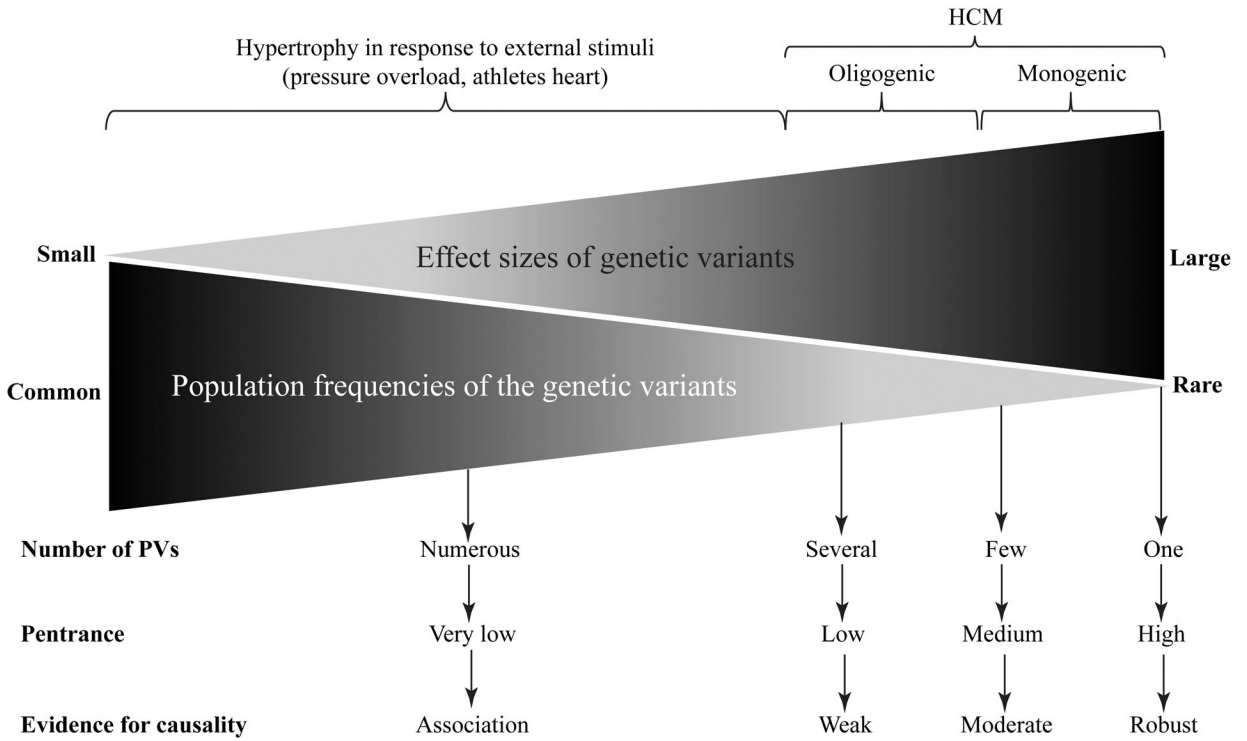 HCM
Hypertrophy in response to external stimuli
(pressure overload, athletes heart)
Oligogenic
Monogenic
Small
Effect sizes of genetic variants
Large
Common
Population frequencies of the genetic variants
Rare
Number of PVs
Numerous
Several
Few
One
Pentrance
Very low
Low
Medium
High
Evidence for causality
Association
Weak
Moderate
Robust